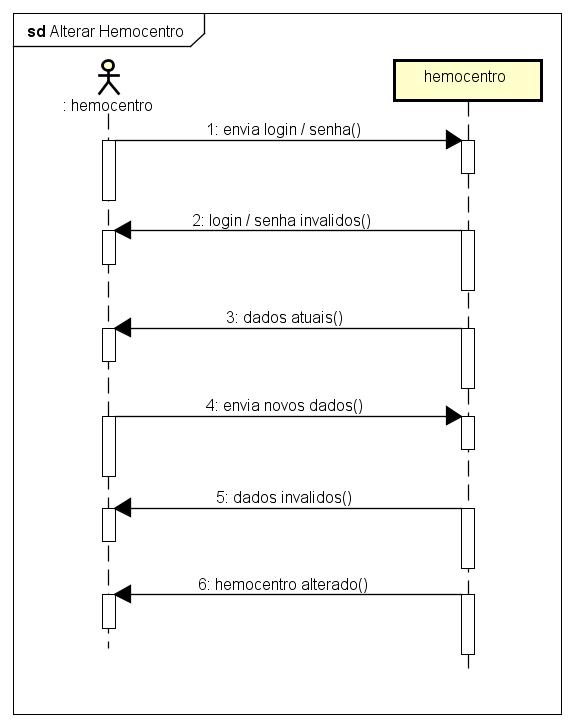 sd Alterar Hemocentro
: hemocentro
hemocentro
1: envia login / senha()
2: login / senha invalidos()
3: dados atuais()
4: envia novos dados()
5: dados invalidos()
6: hemocentro alterado()